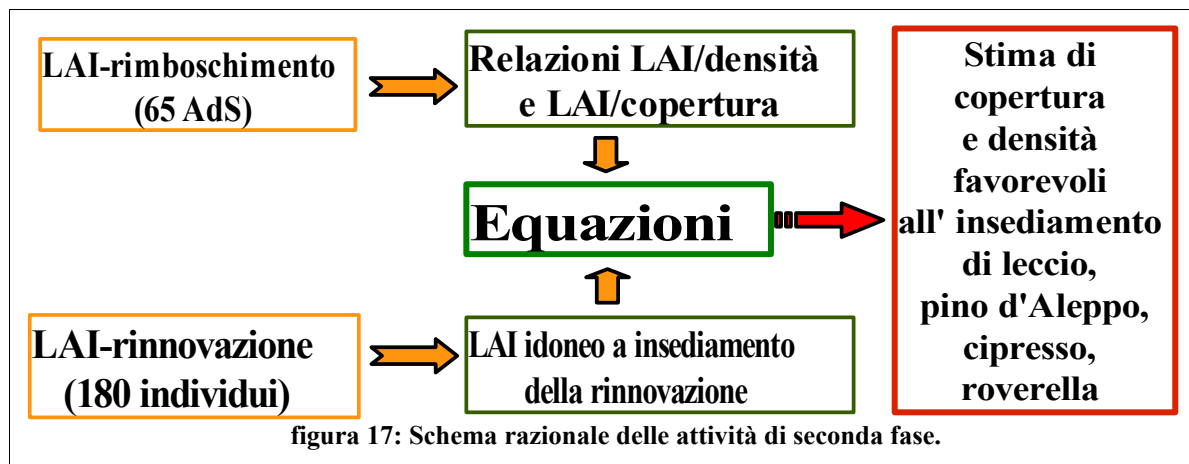 LAI-rimboschimento
(65 AdS)
Relazioni LAI/densità
e LAI/copertura
Equazioni
LAI-rinnovazione
(180 individui)
LAI idoneo a insediamento
della rinnovazione
Stima di
copertura
e densità
favorevoli
all' insediamento
di leccio,
pino d'Aleppo,
cipresso,
roverella
figura 17: Schema razionale delle attività di seconda fase.